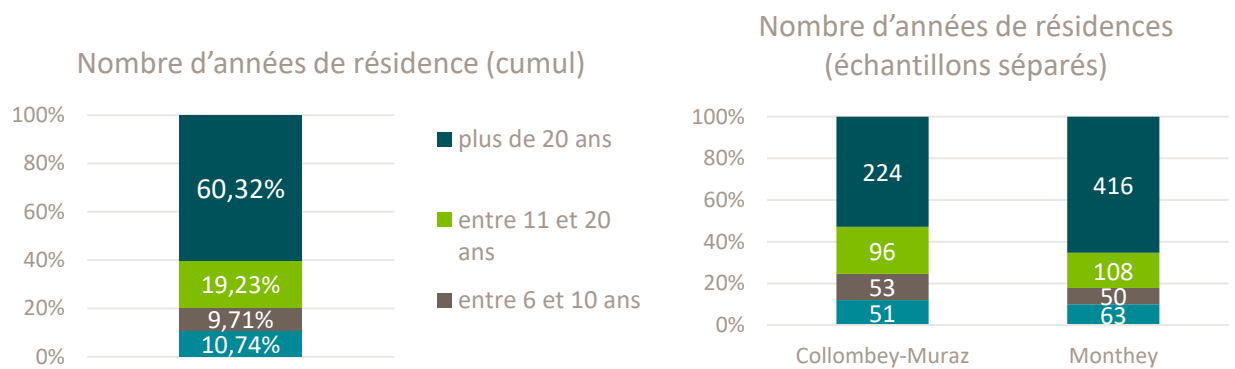 Nombre d’années de résidence (cumul)
100%
80%
60%
40%
20%
0%
60,32%
19,23%
9,71%
10,74%
plus de 20 ans
entre 11 et 20
ans
entre 6 et 10 ans
Nombre d’années de résidences
(échantillons séparés)
100%
80%
60%
40%
20%
0%
224
96
53
51
416
108
50
63
Collombey-Muraz
Monthey